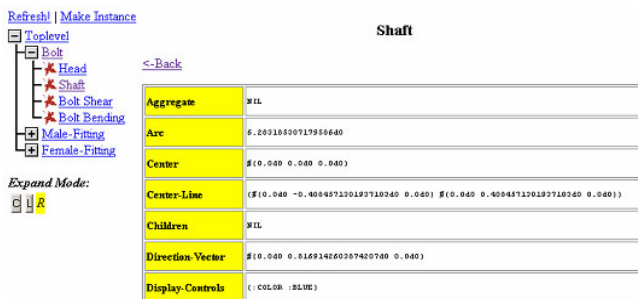 Refresh! | Make Instance
Toplevel
Bolt
Head
Shaft
Bolt Shear
Bolt Bending
Male-Fitting
Female-Fitting
Expand Mode:
C L R
Shaft
<-Back
Aggregate NIL
Arc 6.283185307179586d0
Center #(0.0d0 0.0d0 0.0d0)
Center-Line (#(0.0d0 -0.4084571301937103d0 0.0d0) #(0.0d0 0.4084571301937103d0 0.0d0))
Children NIL
Direction-Vector #(0.0d0 0.8169142603874207d0 0.0d0)
Display-Controls (:COLOR :BLUE)